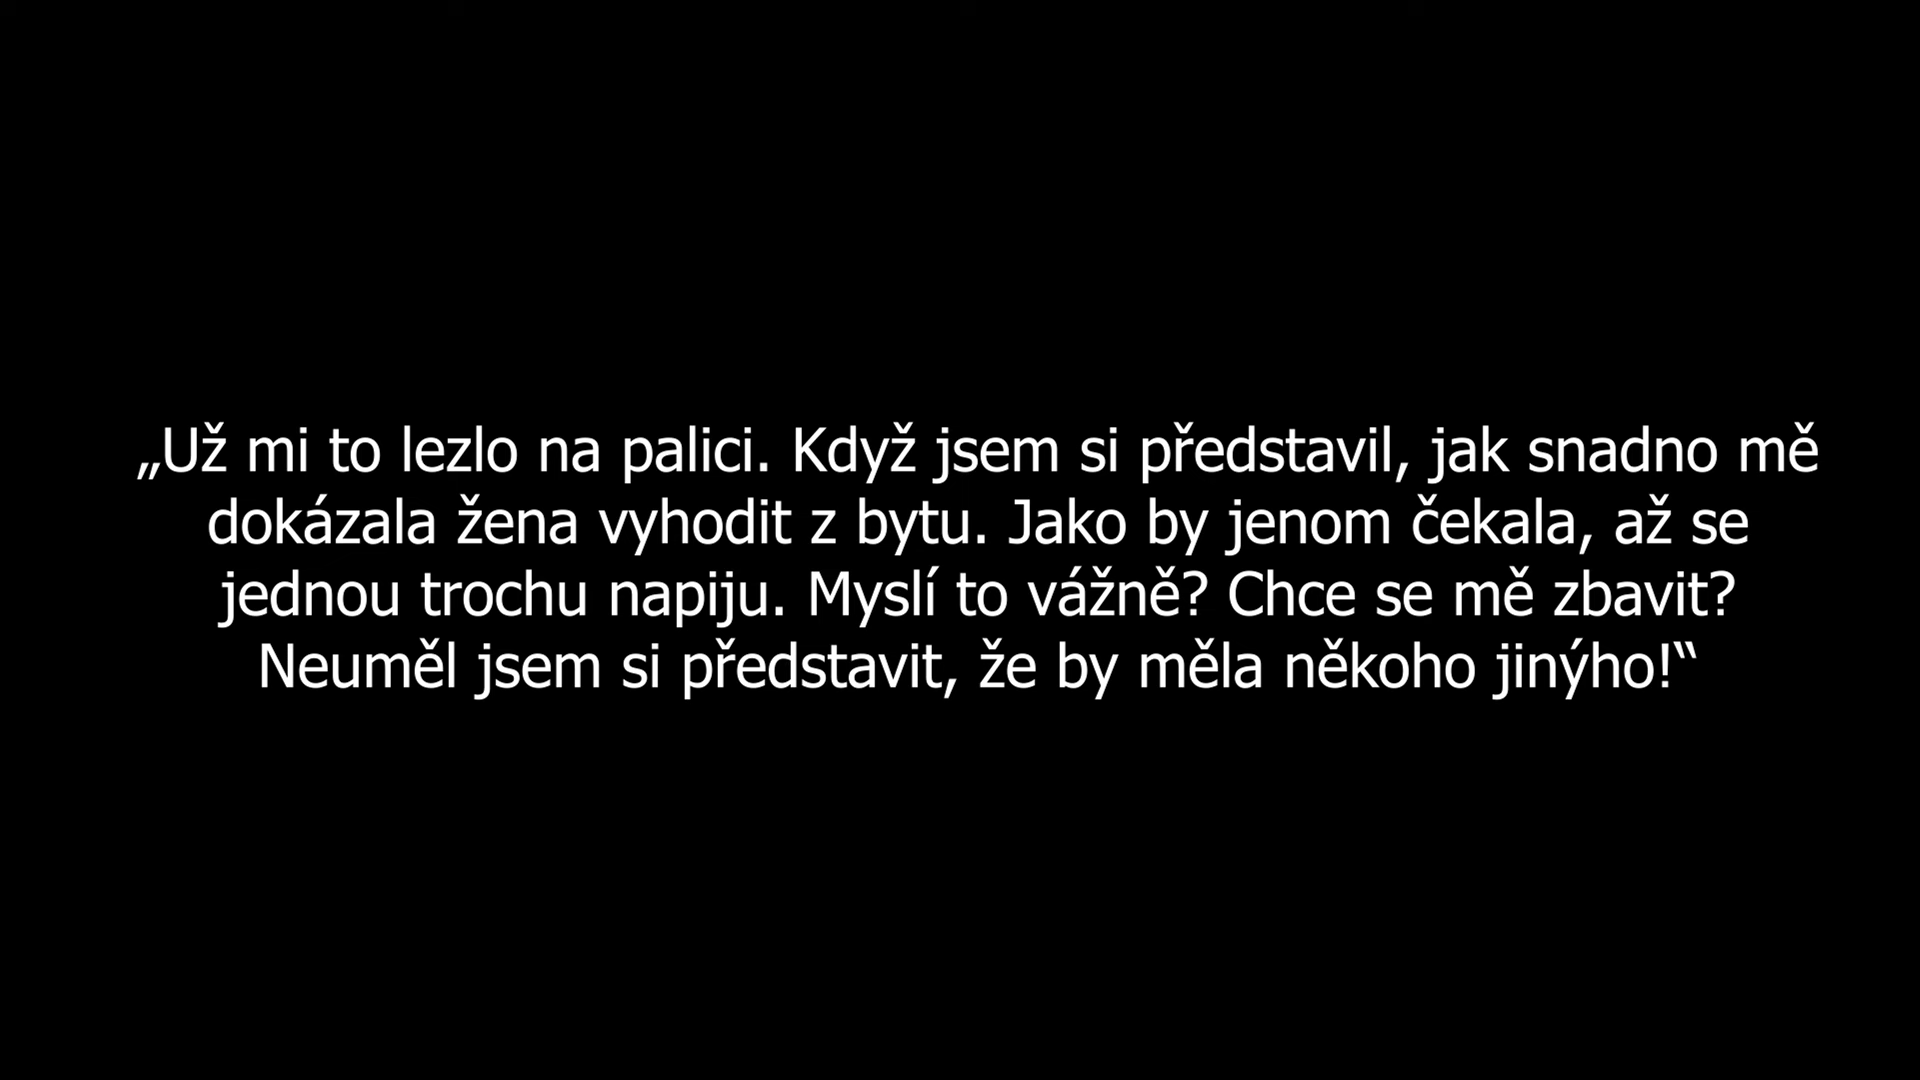 „Už mi to lezlo na palici. Když jsem si představil, jak snadno mě
dokázala žena vyhodit z bytu. Jako by jenom čekala, až se
jednou trochu napiju. Myslí to vážně? Chce se mě zbavit?
Neuměl jsem si představit, že by měla někoho jinýho!“